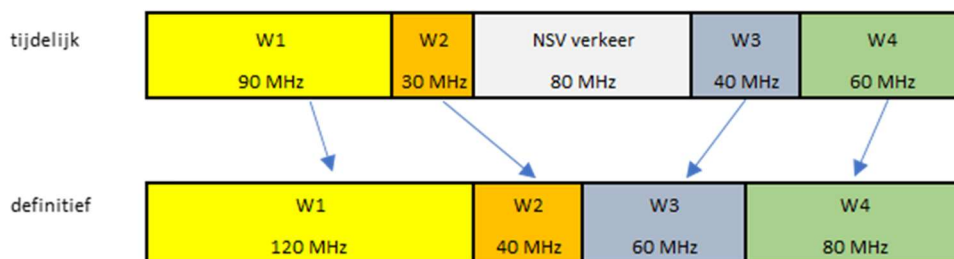 tijdelijk
W1
90 MHz
W2
30 MHz
NSV verkeer
80 MHz
W3
40 MHz
W4
60 MHz
definitief
W1
120 MHz
W2
40 MHz
W3
60 MHz
W4
80 MHz